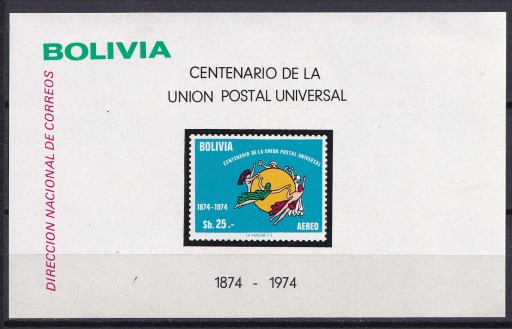 BOLIVIA
DIRECCION NACIONAL DE CORREOS
CENTENARIO DE LA
UNION POSTAL UNIVERSAL
BOLIVIA
CENTENARIO DE LA UNION POSTAL UNIVERSAL
1874-1974
$b. 25.-
AEREO
1874 - 1974